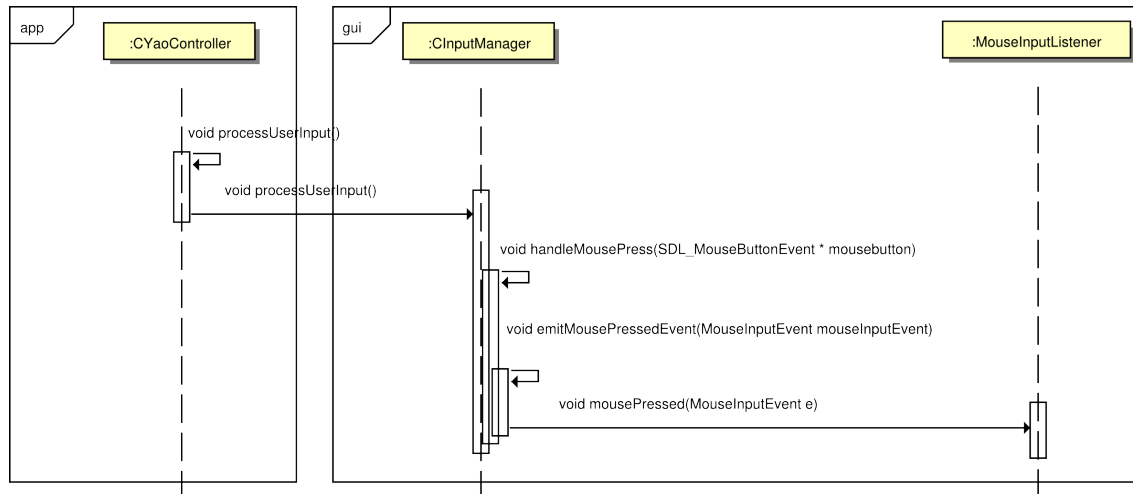 app
gui
:CYaoController
:CInputManager
:MouseInputListener
void processUserInput()
void processUserInput()
void handleMousePress(SDL_MouseButtonEvent * mousebutton)
void emitMousePressedEvent(MouseInputEvent mouseInputEvent)
void mousePressed(MouseInputEvent e)